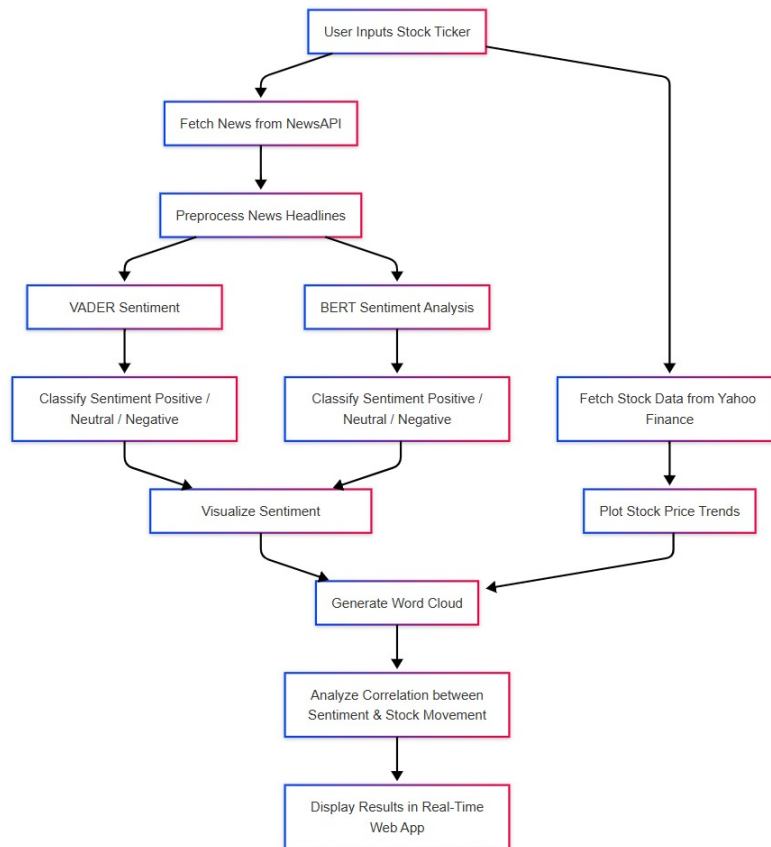 User Inputs Stock Ticker
Fetch News from NewsAPI
Preprocess News Headlines
VADER Sentiment
BERT Sentiment Analysis
Classify Sentiment Positive /
Neutral / Negative
Classify Sentiment Positive /
Neutral / Negative
Fetch Stock Data from Yahoo
Finance
Visualize Sentiment
Plot Stock Price Trends
Generate Word Cloud
Analyze Correlation between
Sentiment & Stock Movement
Display Results in Real-Time
Web App